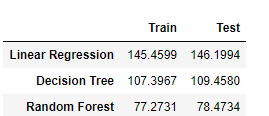 Train Test
Linear Regression 145.4599 146.1994
Decision Tree 107.3967 109.4580
Random Forest 77.2731 78.4734